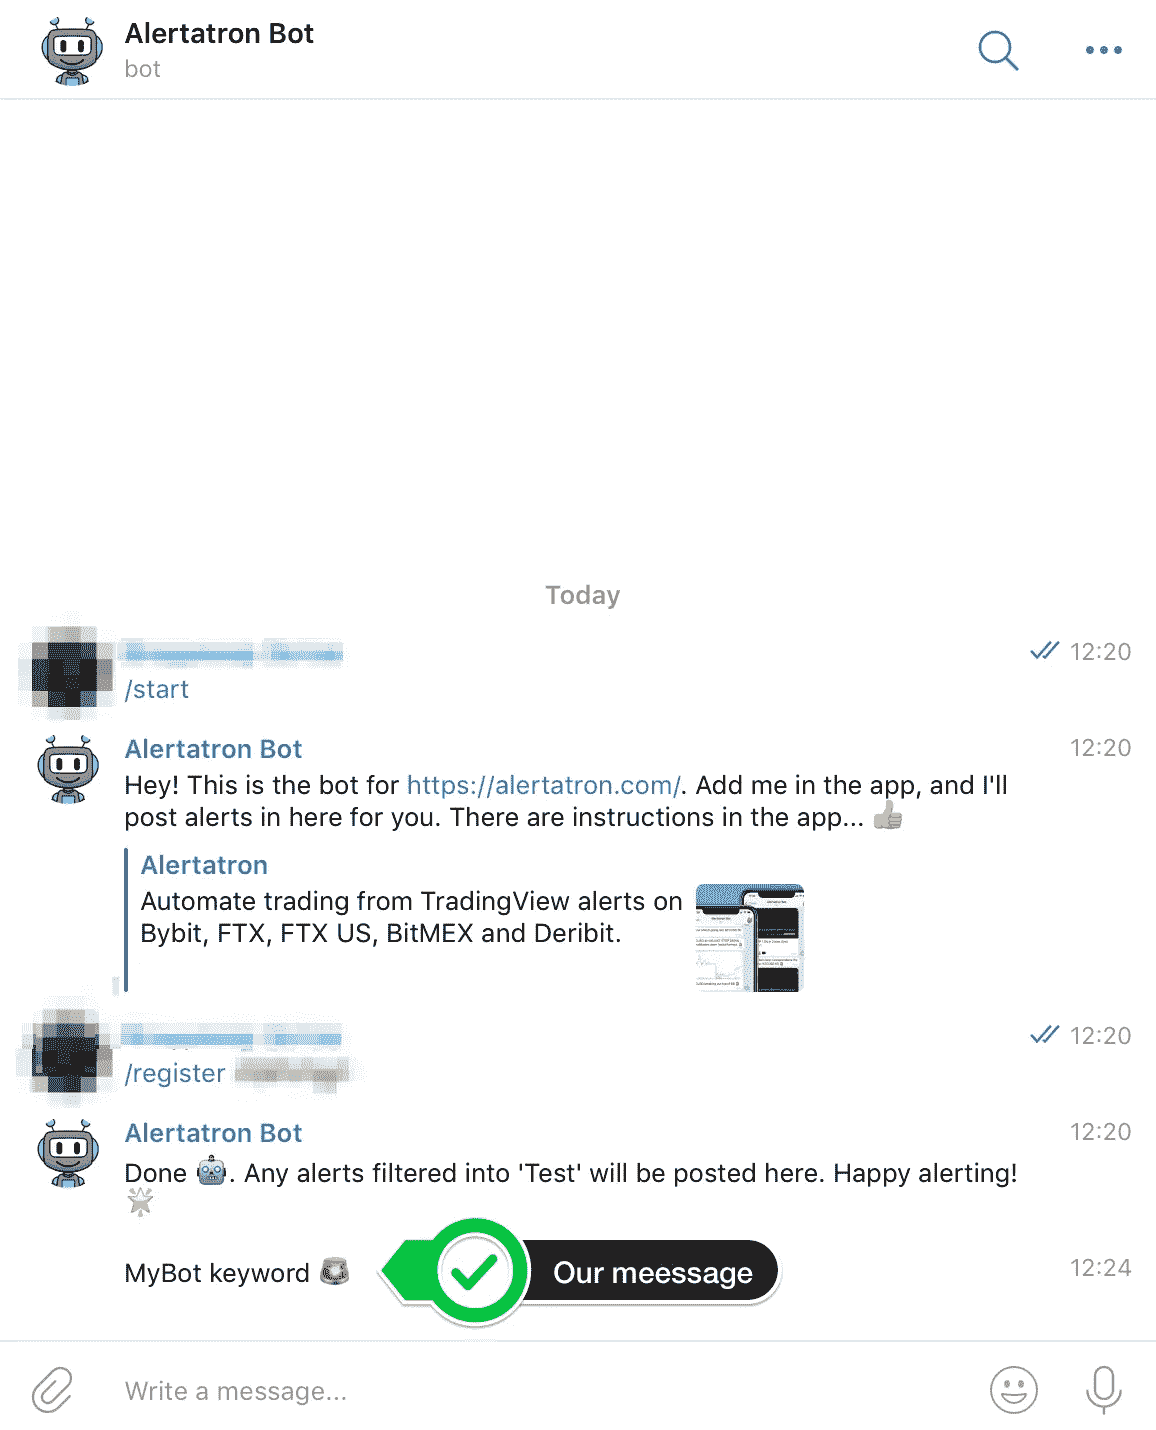 Alertatron Bot
bot
Today
12:20
/start
Alertatron Bot
12:20
Hey! This is the bot for https://alertatron.com/. Add me in the app, and I'll
post alerts in here for you. There are instructions in the app... 👍
Alertatron
Automate trading from TradingView alerts on
Bybit, FTX, FTX US, BitMEX and Deribit.
12:20
/register
Alertatron Bot
12:20
Done 🤖. Any alerts filtered into 'Test' will be posted here. Happy alerting!
🌟
MyBot keyword 🚨
Our meessage
12:24
Write a message...